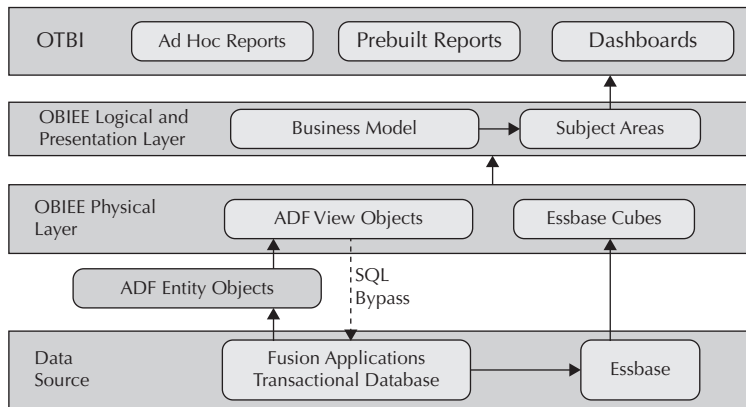 OTBI
Ad Hoc Reports
Prebuilt Reports
Dashboards
OBIEE Logical and
Presentation Layer
Business Model
Subject Areas
OBIEE Physical
Layer
ADF View Objects
Essbase Cubes
ADF Entity Objects
SQL
Bypass
Data
Source
Fusion Applications
Transactional Database
Essbase